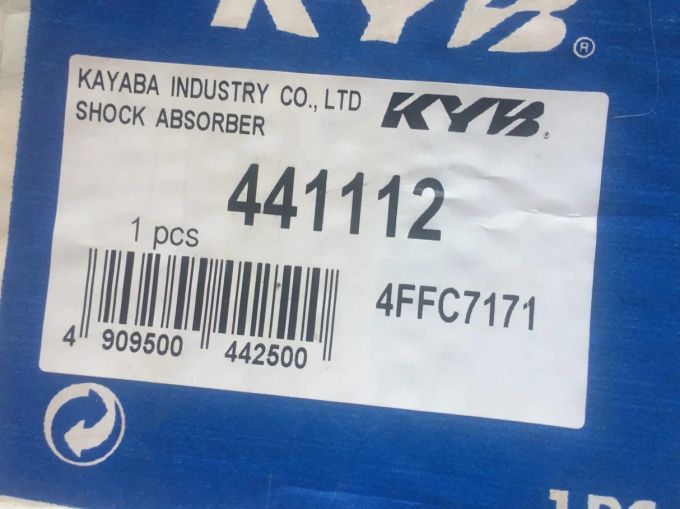 KYB®
KAYABA INDUSTRY CO., LTD KYB®
SHOCK ABSORBER
441112
1 pcs
4FFC7171
4 909500 442500